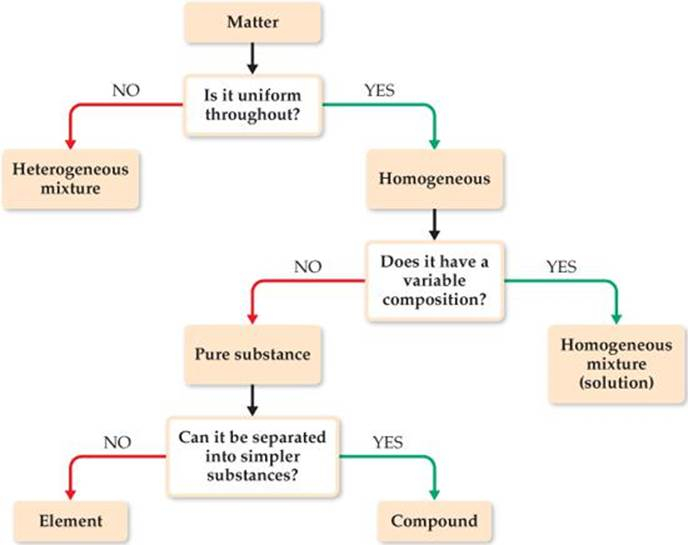 Matter
NO
Is it uniform
throughout?
YES
Heterogeneous
mixture
Homogeneous
NO
Does it have a
variable
composition?
YES
Pure substance
Homogeneous
mixture
(solution)
NO
Can it be separated
into simpler
substances?
YES
Element
Compound